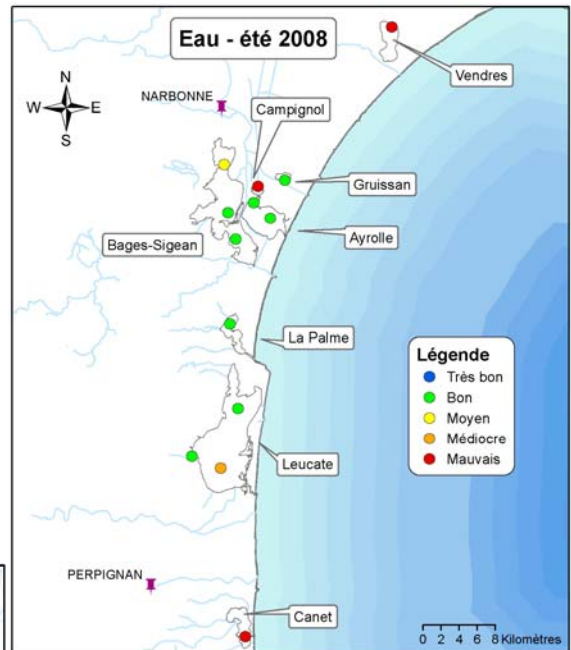 Eau - été 2008
Vendres
N
W E
S
NARBONNE
Campignol
Gruissan
Ayrolle
Bages-Sigean
La Palme
Légende
Très bon
Bon
Moyen
Médiocre
Mauvais
Leucate
PERPIGNAN
Canet
0 2 4 6 8 Kilomètres